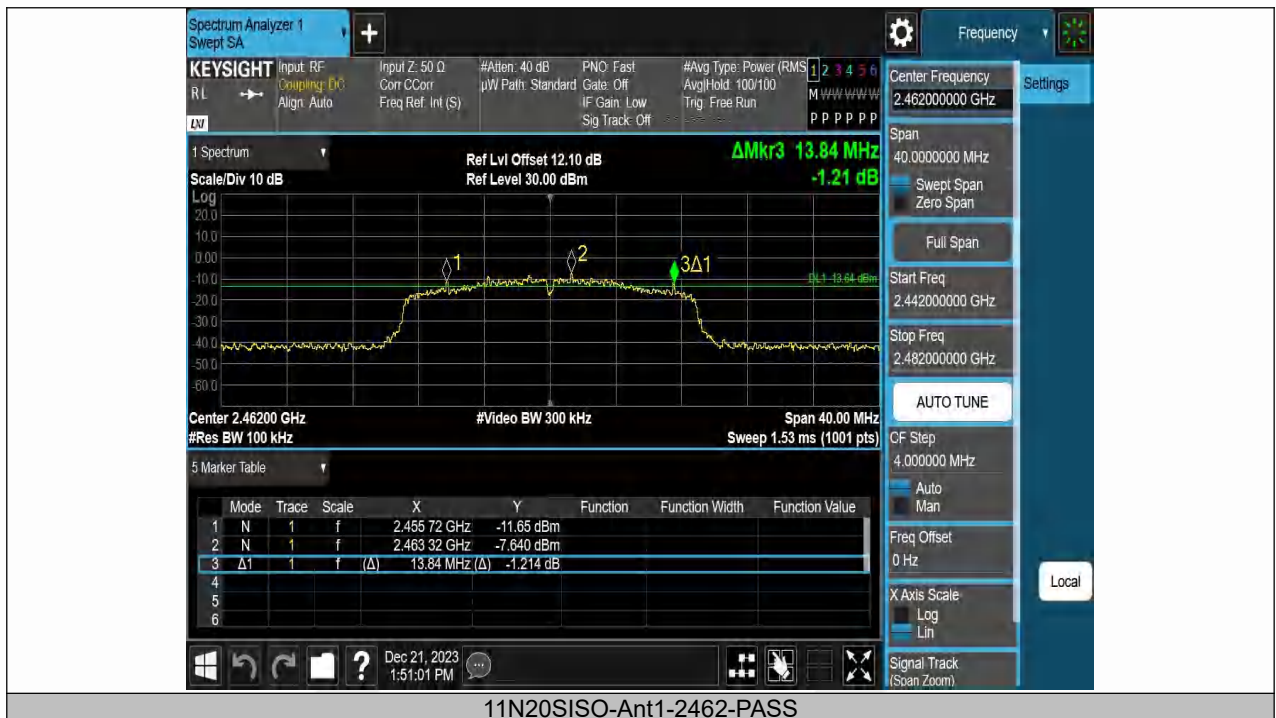 Spectrum Analyzer 1
Swept SA
+
Frequency
KEYSIGHT
RL
LXI
Input: RF
Coupling: DC
Align: Auto
Input Z: 50 Ω
Corr CCorr
Freq Ref: Int (S)
#Atten: 40 dB
µW Path: Standard
PNO: Fast
Gate: Off
IF Gain: Low
Sig Track: Off
#Avg Type: Power (RMS
Avg|Hold: 100/100
Trig: Free Run
1 2 3 4 5 6
M W W W W W
P P P P P P
1 Spectrum
Scale/Div 10 dB
Ref Lvl Offset 12.10 dB
Ref Level 30.00 dBm
ΔMkr3 13.84 MHz
-1.21 dB
Log
20.0
10.0
0.00
-10.0
-20.0
-30.0
-40.0
-50.0
-60.0
1
2
3Δ1
DL1 -13.64 dBm
Center 2.46200 GHz
#Video BW 300 kHz
Span 40.00 MHz
#Res BW 100 kHz
Sweep 1.53 ms (1001 pts)
5 Marker Table
Mode Trace Scale X Y Function Function Width Function Value
1 N 1 f 2.455 72 GHz -11.65 dBm
2 N 1 f 2.463 32 GHz -7.640 dBm
3 Δ1 1 f (Δ) 13.84 MHz (Δ) -1.214 dB
4
5
6
?
Dec 21, 2023
1:51:01 PM
Center Frequency
2.462000000 GHz
Settings
Span
40.0000000 MHz
Swept Span
Zero Span
Full Span
Start Freq
2.442000000 GHz
Stop Freq
2.482000000 GHz
AUTO TUNE
CF Step
4.000000 MHz
Auto
Man
Freq Offset
0 Hz
Local
X Axis Scale
Log
Lin
Signal Track
(Span Zoom)
11N20SISO-Ant1-2462-PASS